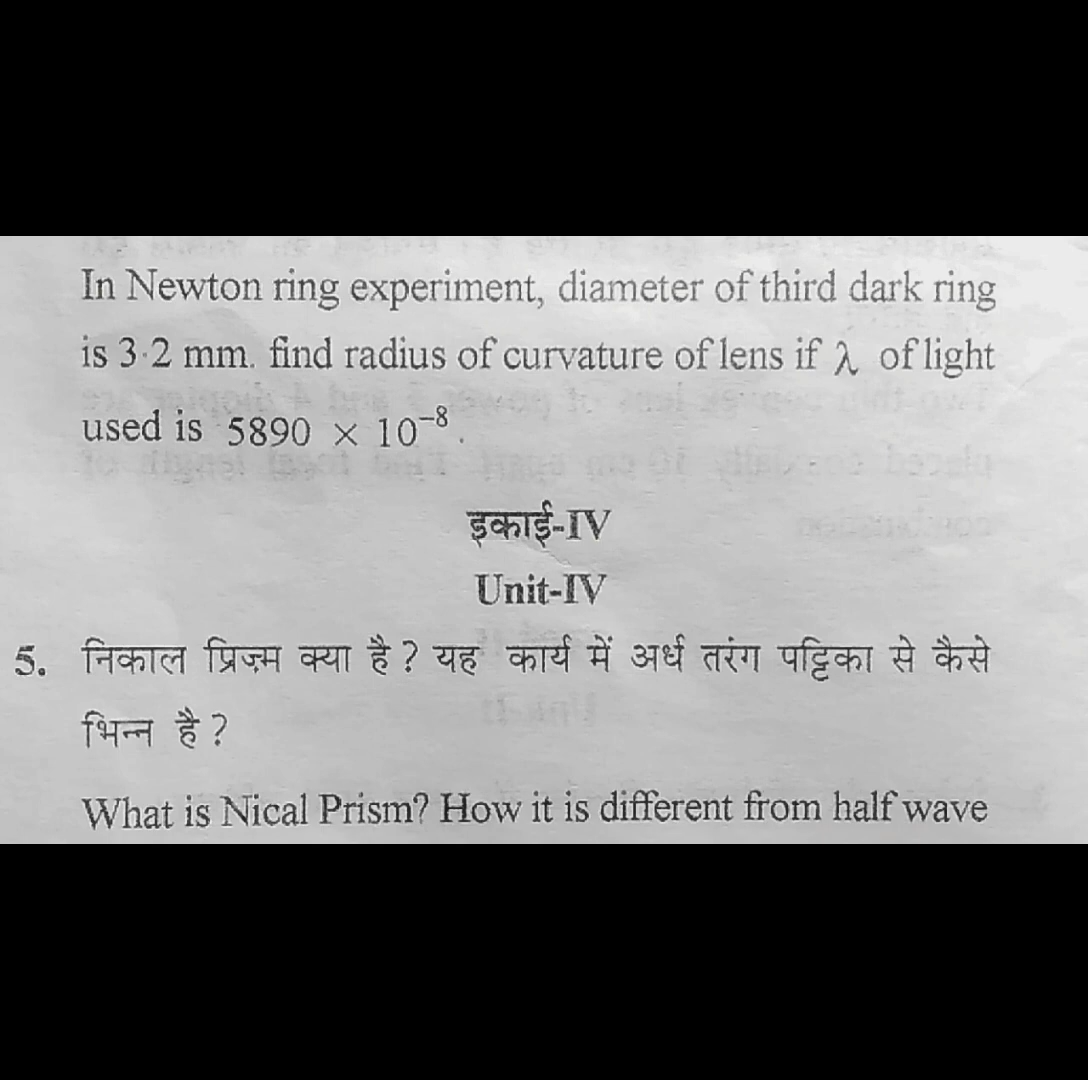 In Newton ring experiment, diameter of third dark ring
is 3·2 mm. find radius of curvature of lens if λ of light
used is 5890 × 10⁻⁸.
इकाई-IV
Unit-IV
5. निकाल प्रिज़्म क्या है ? यह कार्य में अर्ध तरंग पट्टिका से कैसे
भिन्न है ?
What is Nical Prism? How it is different from half wave